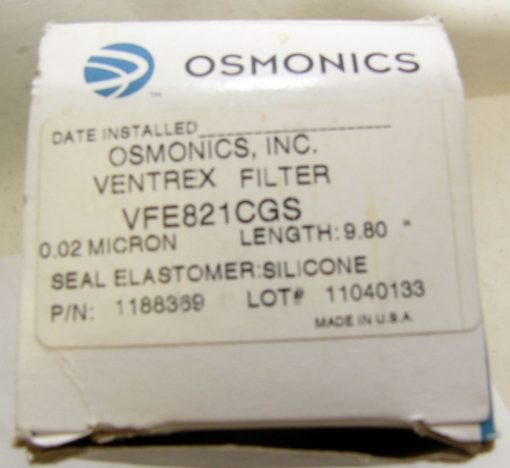 OSMONICS
TM
DATE INSTALLED
OSMONICS, INC.
VENTREX FILTER
VFE821CGS
0.02 MICRON LENGTH: 9.80 "
SEAL ELASTOMER:SILICONE
P/N: 1188369 LOT# 11040133
MADE IN U.S.A.